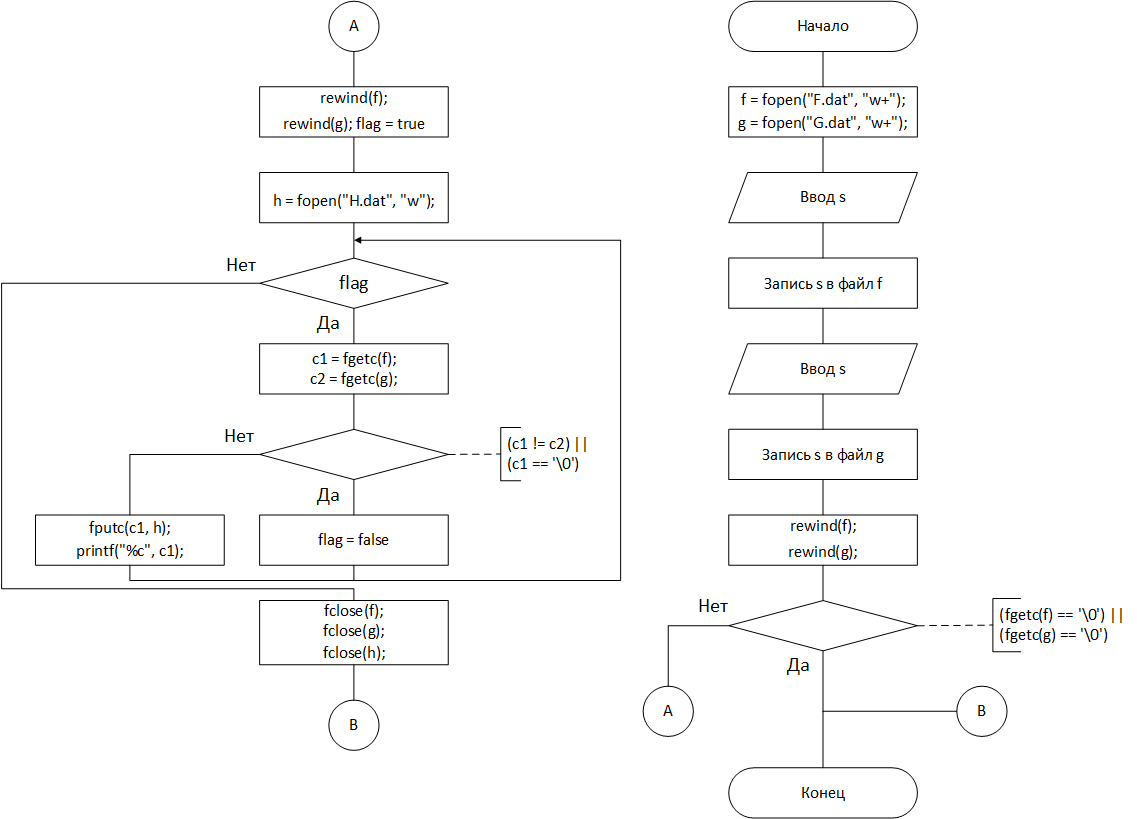 A
rewind(f);
rewind(g); flag = true
h = fopen("H.dat", "w");
Нет
flag
Да
c1 = fgetc(f);
c2 = fgetc(g);
Нет
(c1 != c2) ||
(c1 == '\0')
Да
fputc(c1, h);
printf("%c", c1);
flag = false
fclose(f);
fclose(g);
fclose(h);
B
Начало
f = fopen("F.dat", "w+");
g = fopen("G.dat", "w+");
Ввод s
Запись s в файл f
Ввод s
Запись s в файл g
rewind(f);
rewind(g);
Нет
(fgetc(f) == '\0') ||
(fgetc(g) == '\0')
Да
A
B
Конец